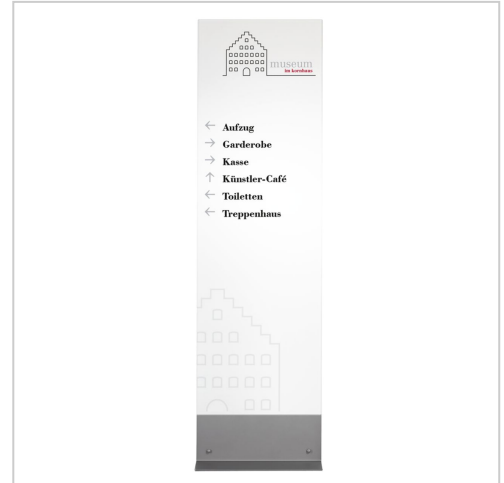 museum
im kornhaus
← Aufzug
→ Garderobe
→ Kasse
↑ Künstler-Café
← Toiletten
← Treppenhaus